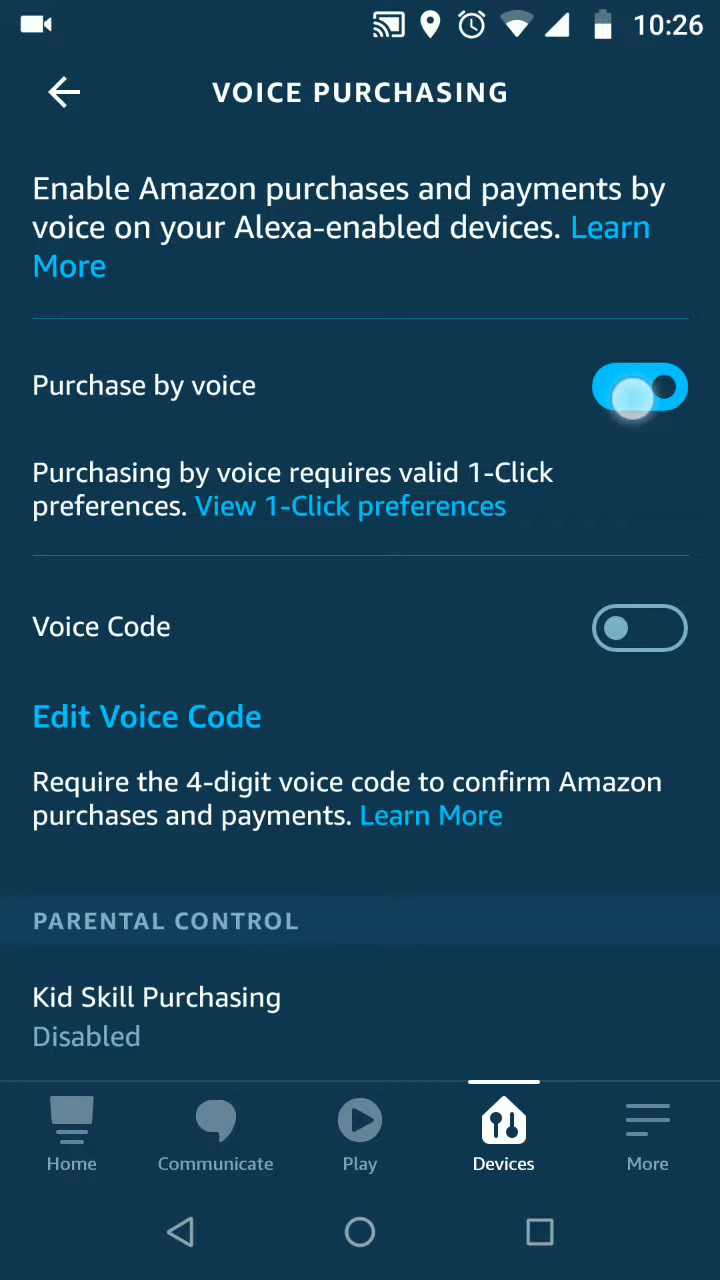 10:26
VOICE PURCHASING
Enable Amazon purchases and payments by
voice on your Alexa-enabled devices. Learn
More
Purchase by voice
Purchasing by voice requires valid 1-Click
preferences. View 1-Click preferences
Voice Code
Edit Voice Code
Require the 4-digit voice code to confirm Amazon
purchases and payments. Learn More
PARENTAL CONTROL
Kid Skill Purchasing
Disabled
Home Communicate Play Devices More